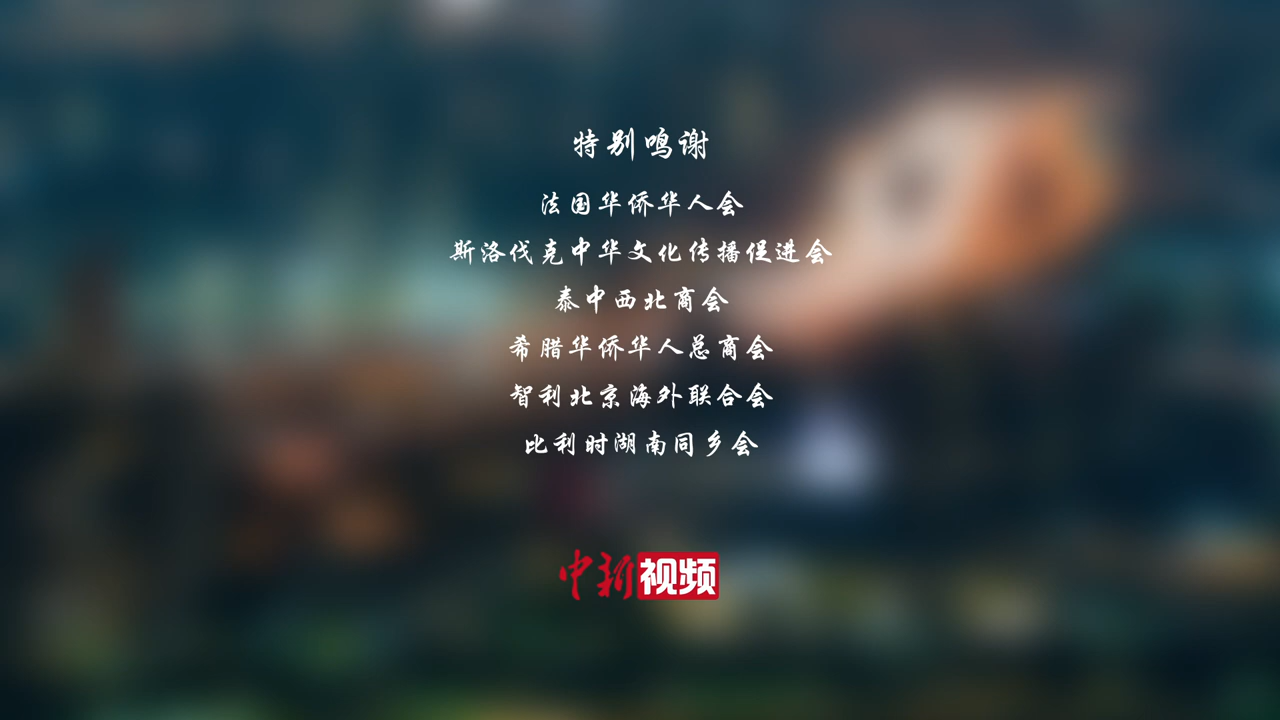 特别鸣谢
法国华侨华人会
斯洛伐克中华文化传播促进会
泰中西北商会
希腊华侨华人总商会
智利北京海外联合会
比利时湖南同乡会
中新视频